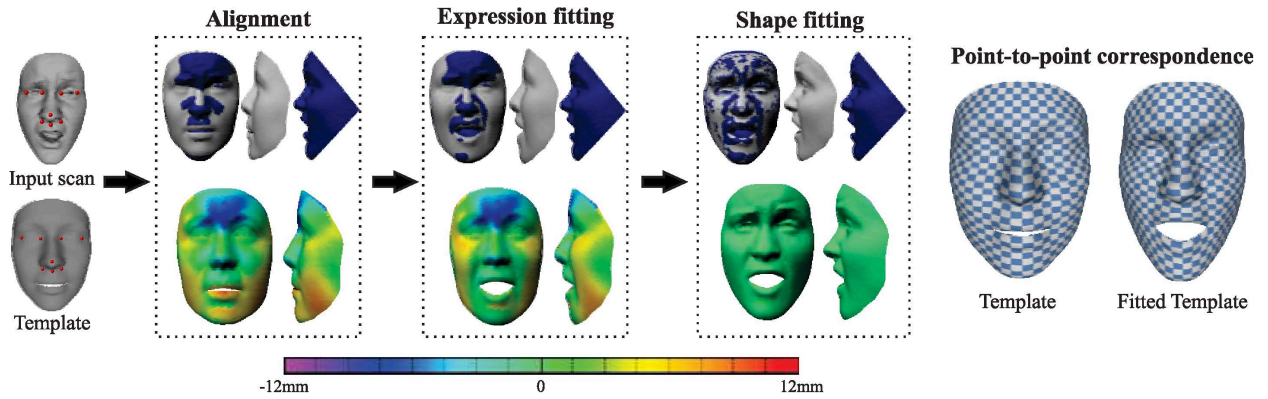 Alignment
Expression fitting
Shape fitting
Point-to-point correspondence
Input scan
Template
Template
Fitted Template
-12mm
0
12mm